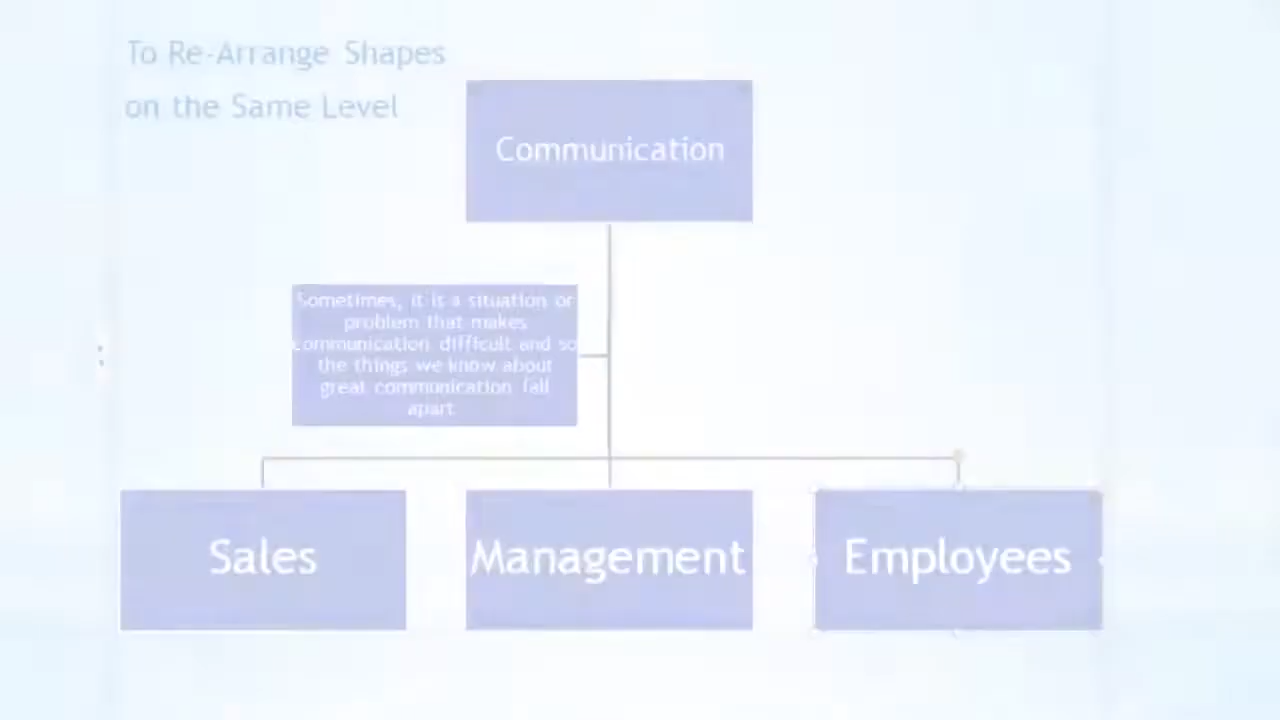 To Re-Arrange Shapes
on the Same Level
Communication
Sometimes, it is a situation or
problem that makes
communication difficult and so
the things we know about
great communication fall
apart
Sales
Management
Employees